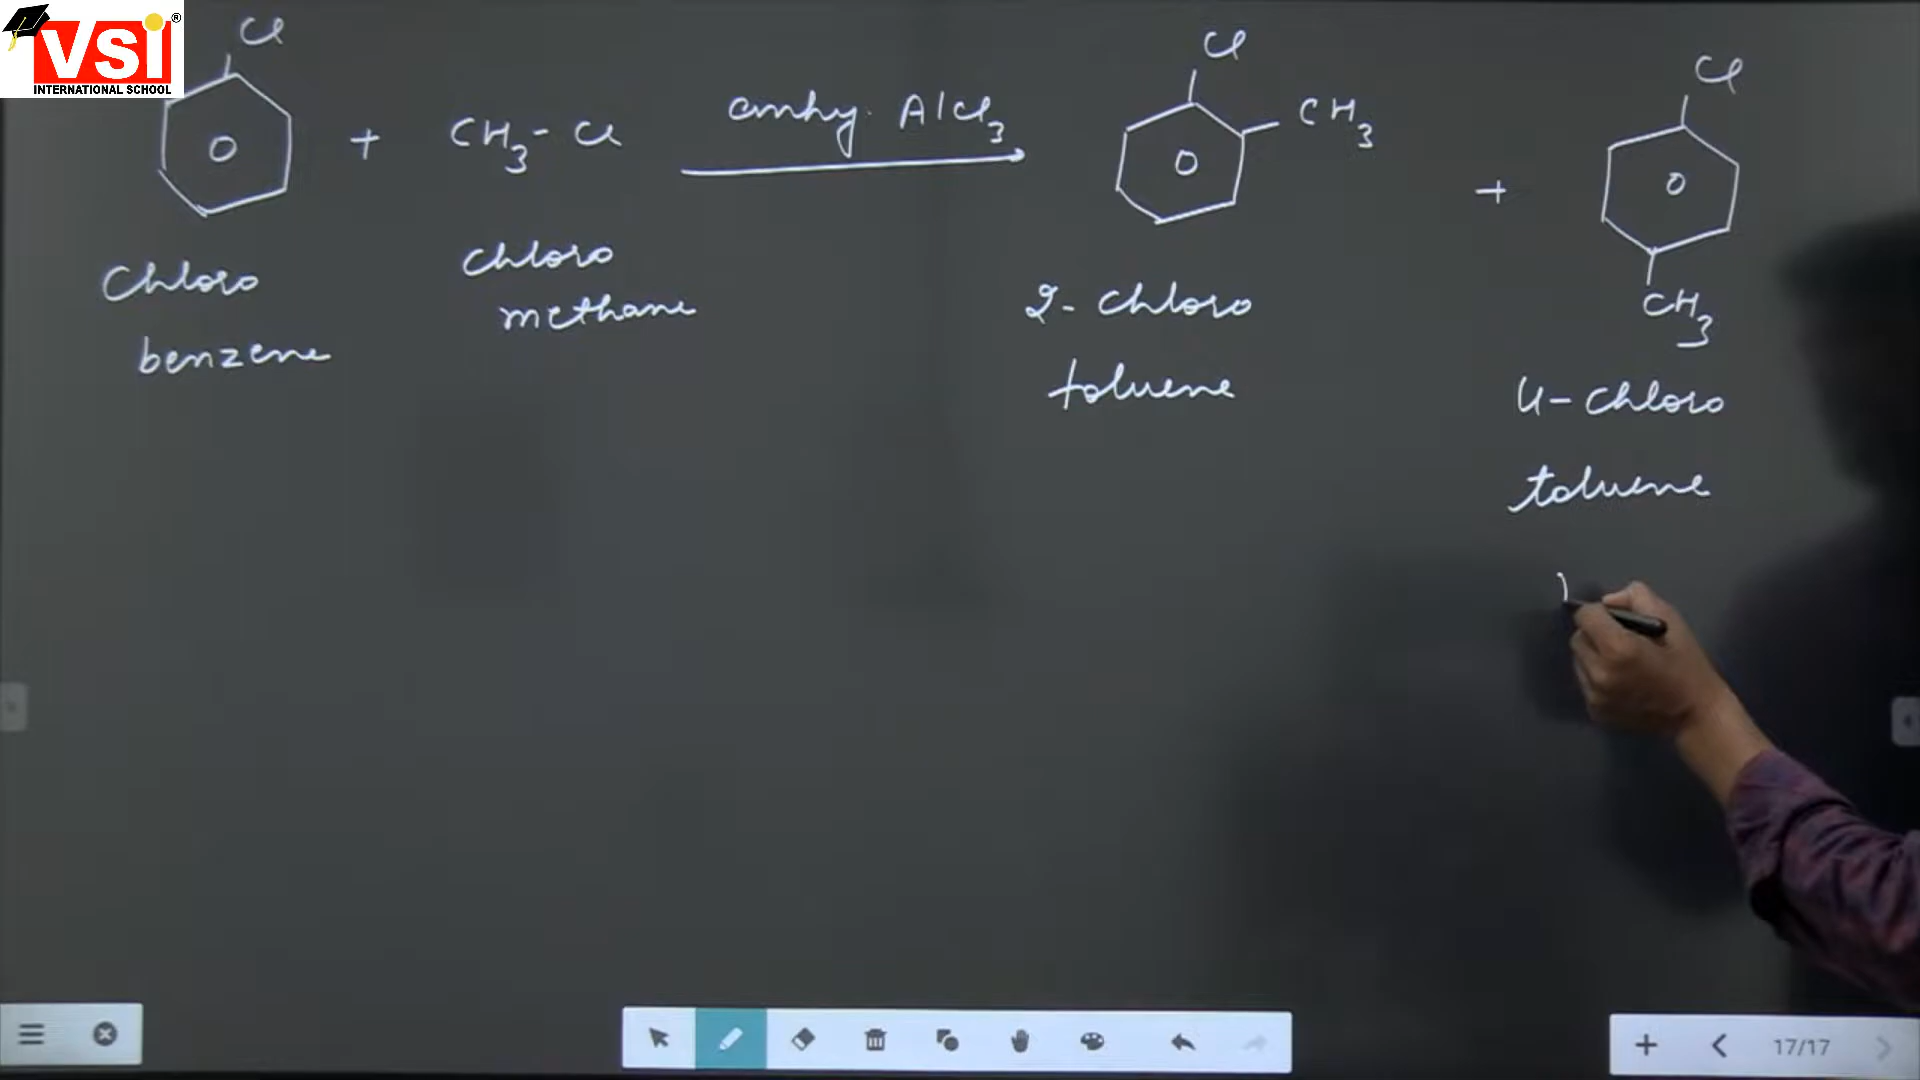 VSI®
INTERNATIONAL SCHOOL
Cl
+ CH3 - Cl
anhy. AlCl3
Cl
CH3
+
Cl
CH3
Chloro
benzene
Chloro
methane
2- Chloro
toluene
4- Chloro
toluene
17/17